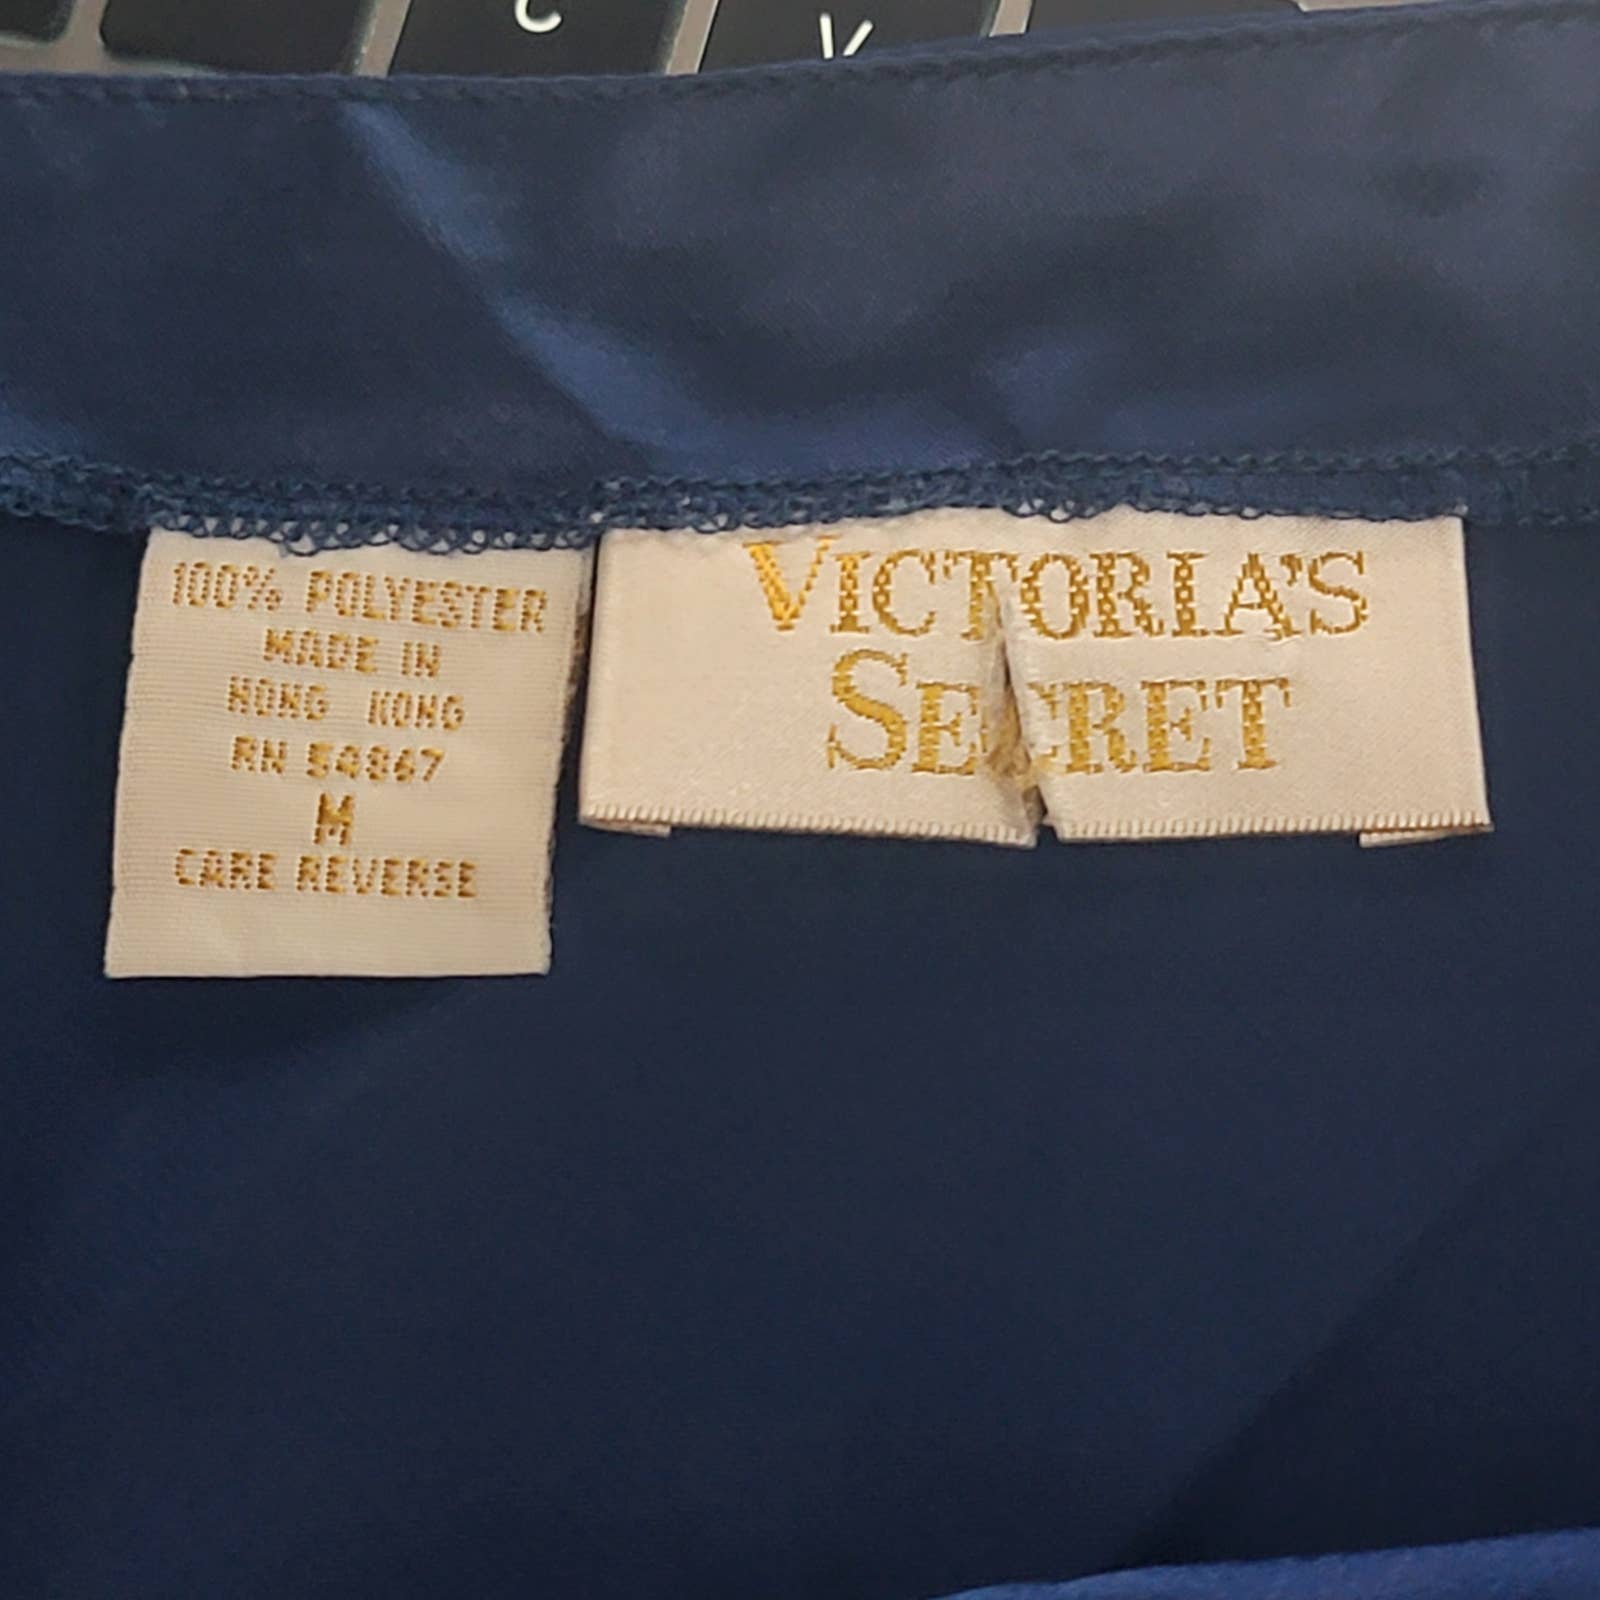 C V
100% POLYESTER
MADE IN
HONG KONG
RN 54867
M
CARE REVERSE
VICTORIA'S
SECRET